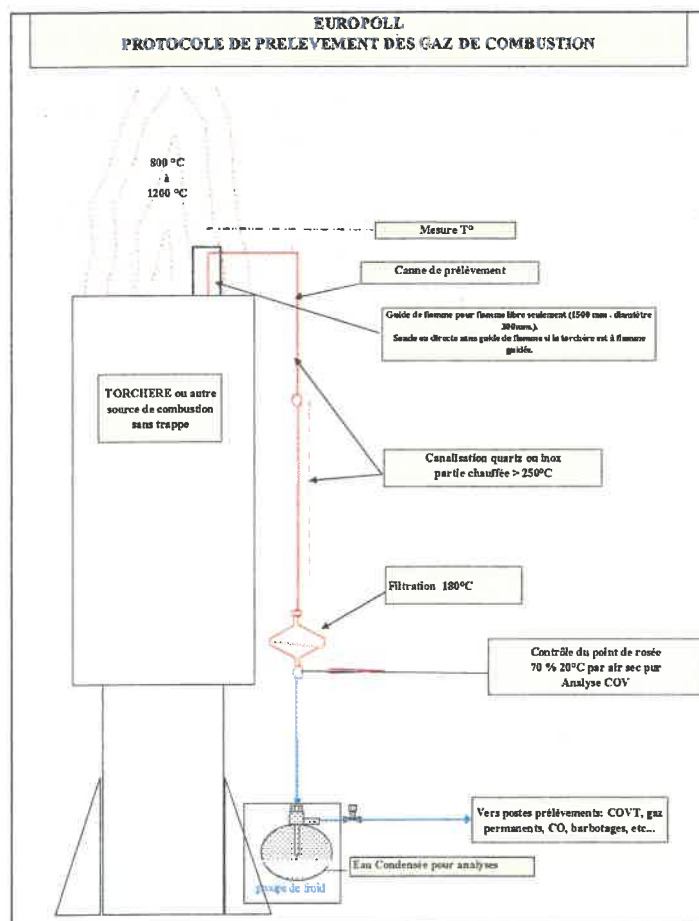 EUROPOLL
PROTOCOLE DE PRELEVEMENT DES GAZ DE COMBUSTION
800 °C
à
1200 °C
Mesure T°
Canne de prélèvement
Guide de flamme pour flamme libre seulement (1500 mm - diamètre
200mm.).
Sonde en directe sans guide de flamme si la torchère est à flamme
guidée.
TORCHERE ou autre
source de combustion
sans trappe
Canalisation quartz ou inox
partie chauffée > 250°C
Filtration 180°C
Contrôle du point de rosée
70 % 20°C par air sec pur
Analyse COV
Vers postes prélèvements: COVT, gaz
permanents, CO, barbotages, etc...
Eau Condensée pour analyses
groupe de froid